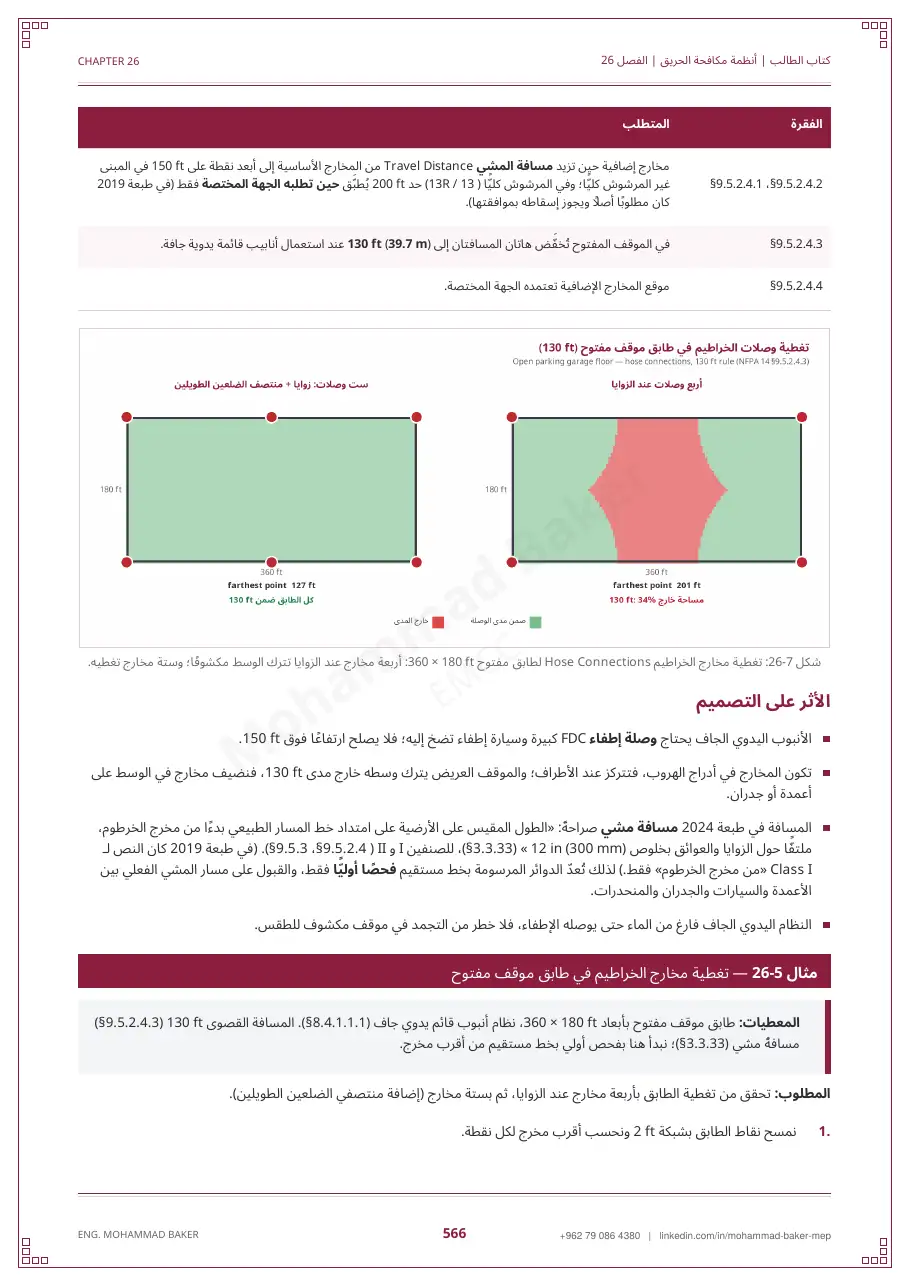 كتاب الطالب | أنظمة مكافحة الحريق | الفصل 26
CHAPTER 26
الفقرة
المتطلب
§9.5.2.4.1، §9.5.2.4.2
مخارج إضافية حين تزيد مسافة المشي Travel Distance من المخارج الأساسية إلى أبعد نقطة على 150 ft في المبنى
غير المرشوش كليًّا؛ وفي المرشوش كليًّا (13 / 13R) حد 200 ft يُطبَّق حين تطلبه الجهة المختصة فقط (في طبعة 2019
كان مطلوبًا أصلًا ويجوز إسقاطه بموافقتها).
§9.5.2.4.3
في الموقف المفتوح تُخفَّض هاتان المسافتان إلى 130 ft (39.7 m) عند استعمال أنابيب قائمة يدوية جافة.
§9.5.2.4.4
موقع المخارج الإضافية تعتمده الجهة المختصة.
تغطية وصلات الخراطيم في طابق موقف مفتوح (130 ft)
Open parking garage floor — hose connections, 130 ft rule (NFPA 14 §9.5.2.4.3)
أربع وصلات عند الزوايا
180 ft
360 ft
farthest point 201 ft
مساحة خارج 130 ft: 34%
ست وصلات: زوايا + منتصف الضلعين الطويلين
180 ft
360 ft
farthest point 127 ft
كل الطابق ضمن 130 ft
ضمن مدى الوصلة
خارج المدى
شكل 7-26: تغطية مخارج الخراطيم Hose Connections لطابق مفتوح 360 × 180 ft: أربعة مخارج عند الزوايا تترك الوسط مكشوفًا؛ وستة مخارج تغطيه.
Mohammad Baker
EMCC
الأثر على التصميم
الأنبوب اليدوي الجاف يحتاج وصلة إطفاء FDC كبيرة وسيارة إطفاء تضخ إليه؛ فلا يصلح ارتفاعًا فوق 150 ft.
تكون المخارج في أدراج الهروب، فتتركز عند الأطراف؛ والموقف العريض يترك وسطه خارج مدى 130 ft، فنضيف مخارج في الوسط على
أعمدة أو جدران.
المسافة في طبعة 2024 مسافة مشي صراحةً: «الطول المقيس على الأرضية على امتداد خط المسار الطبيعي بدءًا من مخرج الخرطوم،
ملتفًّا حول الزوايا والعوائق بخلوص 12 in (300 mm) » (§3.3.33)، للصنفين I و II (§9.5.2.4، §9.5.3). (في طبعة 2019 كان النص لـ
Class I «من مخرج الخرطوم» فقط.) لذلك تُعدّ الدوائر المرسومة بخط مستقيم فحصًا أوليًّا فقط، والقبول على مسار المشي الفعلي بين
الأعمدة والسيارات والجدران والمنحدرات.
النظام اليدوي الجاف فارغ من الماء حتى يوصله الإطفاء، فلا خطر من التجمد في موقف مكشوف للطقس.
مثال 5-26 — تغطية مخارج الخراطيم في طابق موقف مفتوح
المعطيات: طابق موقف مفتوح بأبعاد 360 × 180 ft، نظام أنبوب قائم يدوي جاف (§8.4.1.1.1). المسافة القصوى 130 ft (§9.5.2.4.3)
مسافةُ مشي (§3.3.33)؛ نبدأ هنا بفحص أولي بخط مستقيم من أقرب مخرج.
المطلوب: تحقق من تغطية الطابق بأربعة مخارج عند الزوايا، ثم بستة مخارج (إضافة منتصفي الضلعين الطويلين).
1. نمسح نقاط الطابق بشبكة 2 ft ونحسب أقرب مخرج لكل نقطة.
ENG. MOHAMMAD BAKER
566
+962 79 086 4380 | linkedin.com/in/mohammad-baker-mep